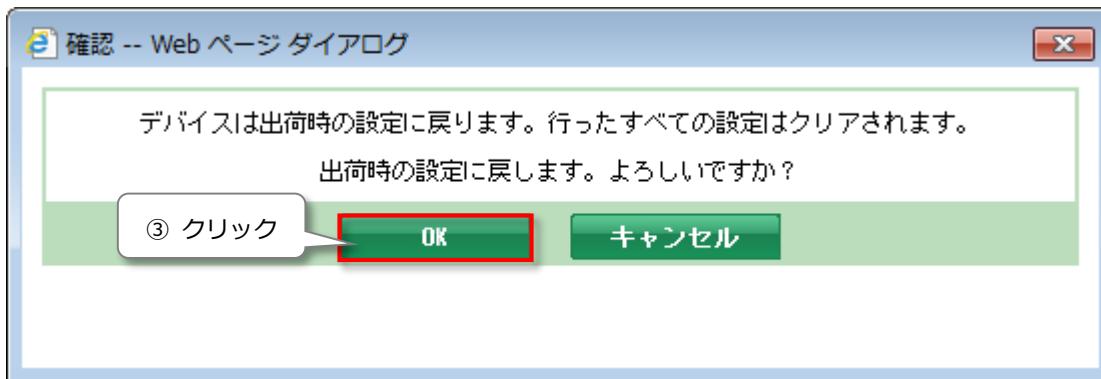 確認 -- Web ページ ダイアログ
デバイスは出荷時の設定に戻ります。行ったすべての設定はクリアされます。
出荷時の設定に戻します。よろしいですか？
③ クリック
OK
キャンセル